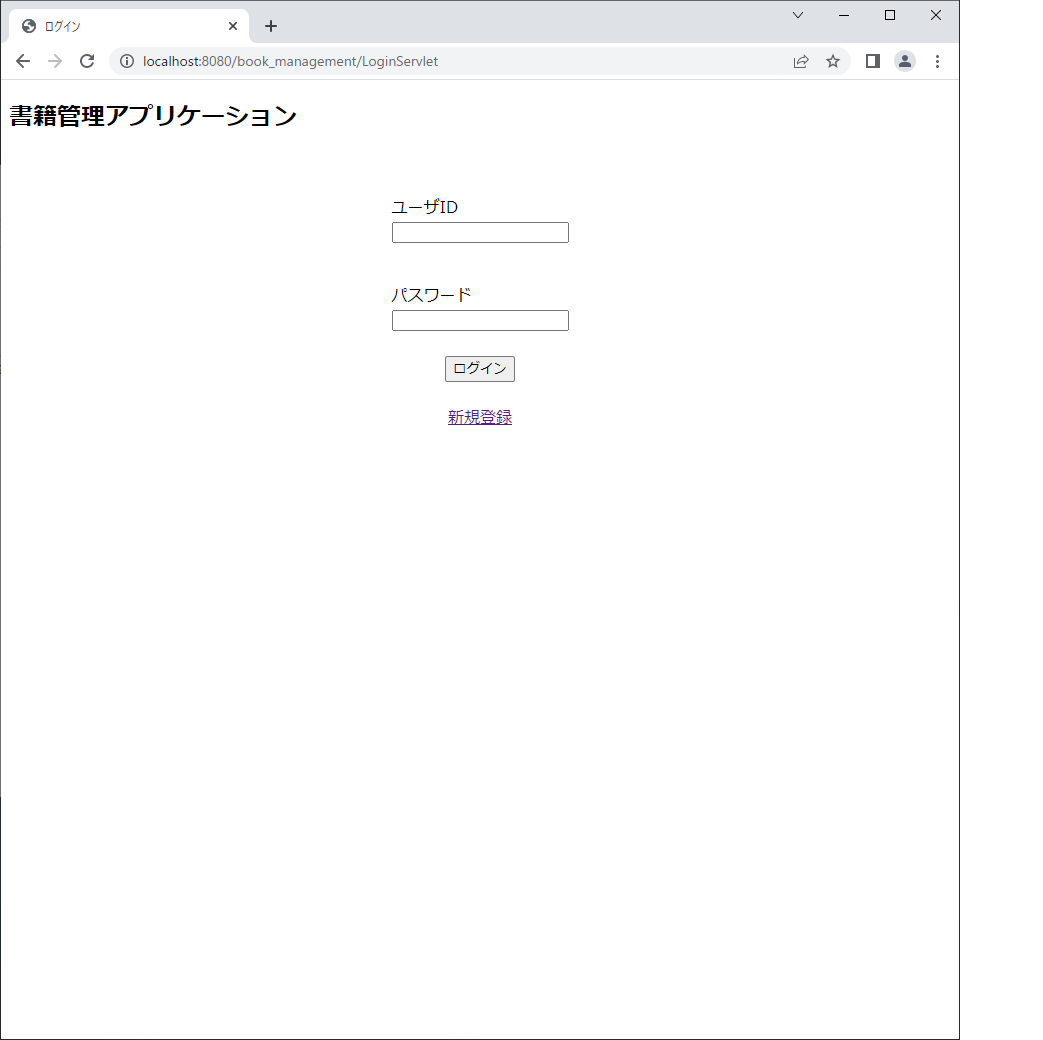 ログイン
localhost:8080/book_management/LoginServlet
書籍管理アプリケーション
ユーザID
パスワード
ログイン
新規登録